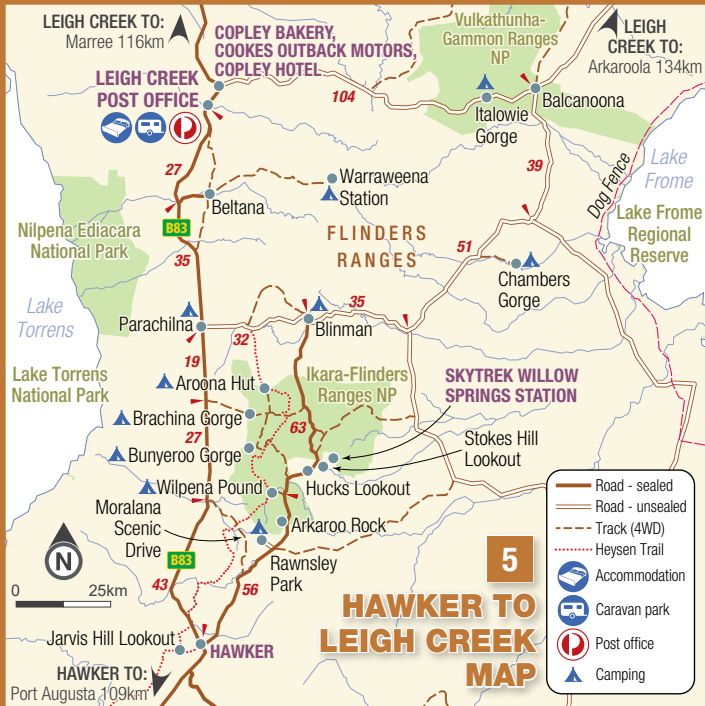 LEIGH CREEK TO:
Marree 116km
COPLEY BAKERY,
COOKES OUTBACK MOTORS,
COPLEY HOTEL
Vulkathunha-
Gammon Ranges
NP
LEIGH
CREEK TO:
Arkaroola 134km
LEIGH CREEK
POST OFFICE
104
Italowie
Gorge
Balcanoona
27
39
Warraweena
Station
Beltana
Dog Fence
Lake
Frome
Lake Frome
Regional
Reserve
B83
Nilpena Ediacara
National Park
FLINDERS
RANGES
35
51
Chambers
Gorge
Lake
Torrens
Parachilna
32
Blinman
35
19
Lake Torrens
National Park
Aroona Hut
Ikara-Flinders
Ranges NP
SKYTREK WILLOW
SPRINGS STATION
Brachina Gorge
63
27
Bunyeroo Gorge
Stokes Hill
Lookout
Wilpena Pound
Hucks Lookout
Moralana
Scenic
Drive
Arkaroo Rock
B83
Rawnsley
Park
N
0 25km
43
56
Jarvis Hill Lookout
HAWKER
HAWKER TO:
Port Augusta 109km
5
HAWKER TO
LEIGH CREEK
MAP
Road - sealed
Road - unsealed
Track (4WD)
Heysen Trail
Accommodation
Caravan park
Post office
Camping